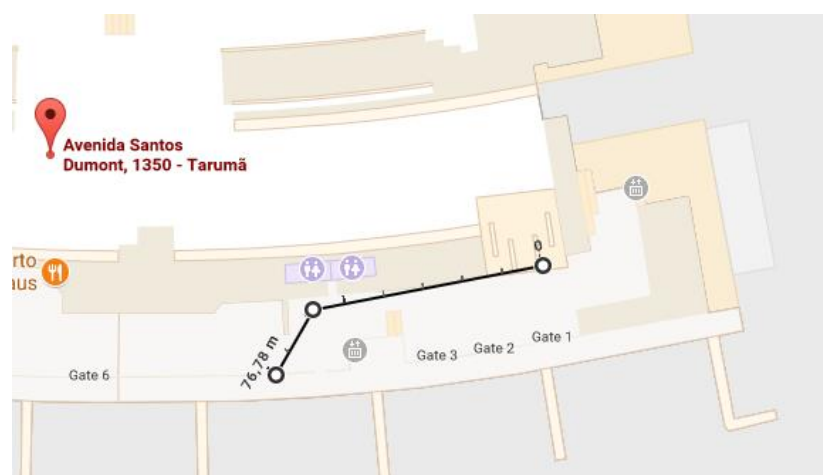 Avenida Santos
Dumont, 1350 - Tarumã
0
rto
aus
76,78 m
Gate 6
Gate 3
Gate 2
Gate 1